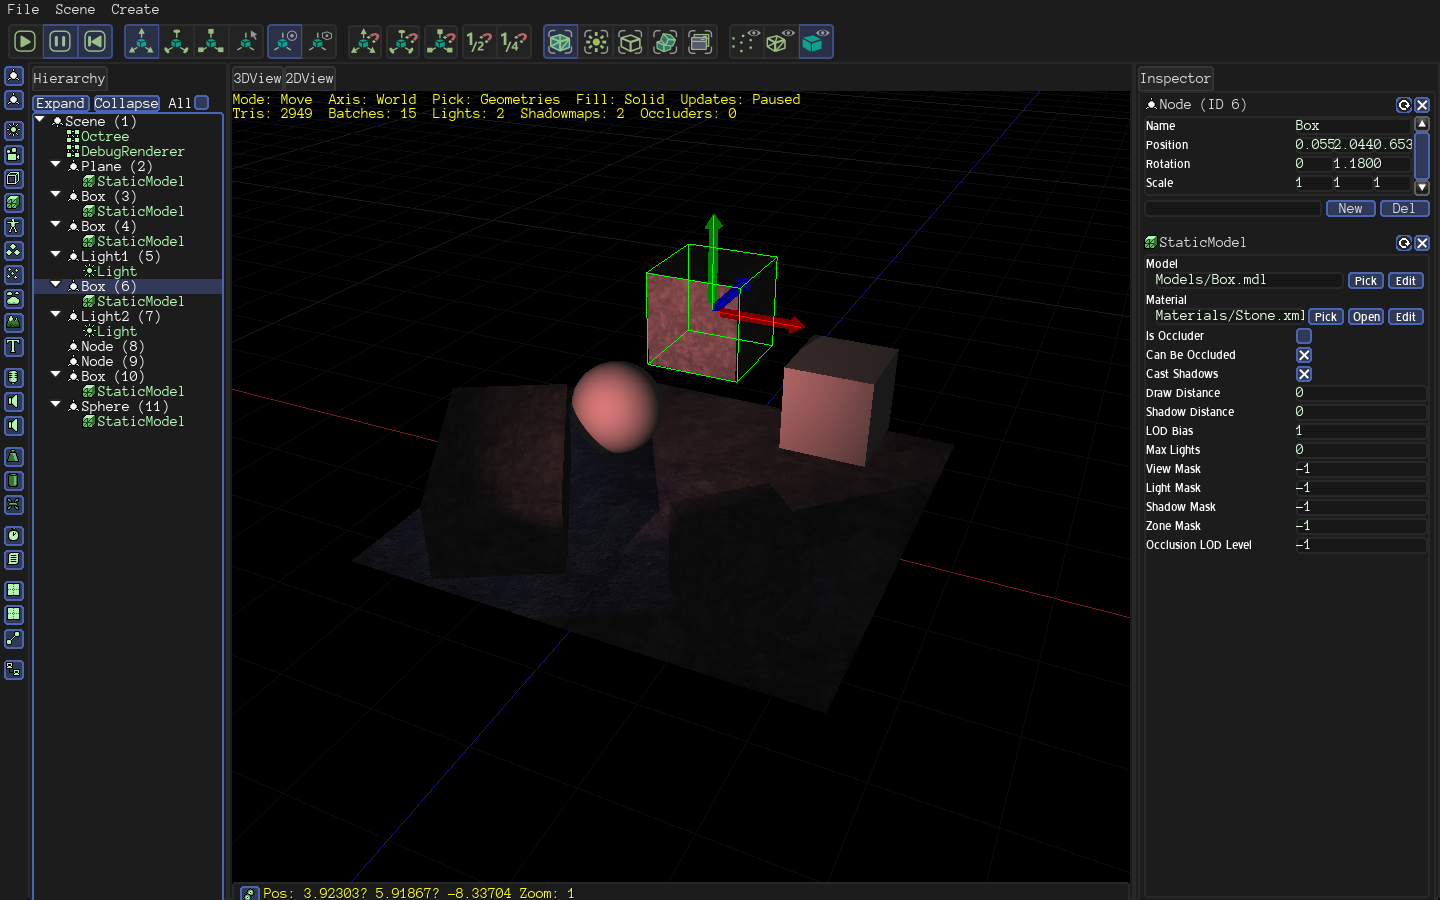 File Scene Create
1/2? 1/4?
Hierarchy
3DView 2DView
Inspector
Expand Collapse All
Scene (1)
Octree
DebugRenderer
Plane (2)
StaticModel
Box (3)
StaticModel
Box (4)
StaticModel
Light1 (5)
Light
Box (6)
StaticModel
Light2 (7)
Light
Node (8)
Node (9)
Box (10)
StaticModel
Sphere (11)
StaticModel
T
Mode: Move Axis: World Pick: Geometries Fill: Solid Updates: Paused
Tris: 2949 Batches: 15 Lights: 2 Shadowmaps: 2 Occluders: 0
Pos: 3.92303? 5.91867? -8.33704 Zoom: 1
Node (ID 6)
Name Box
Position 0.0552.0440.653
Rotation 0 1.1800
Scale 1 1 1
New Del
StaticModel
Model
Models/Box.mdl Pick Edit
Material
Materials/Stone.xml Pick Open Edit
Is Occluder
Can Be Occluded
Cast Shadows
Draw Distance 0
Shadow Distance 0
LOD Bias 1
Max Lights 0
View Mask -1
Light Mask -1
Shadow Mask -1
Zone Mask -1
Occlusion LOD Level -1